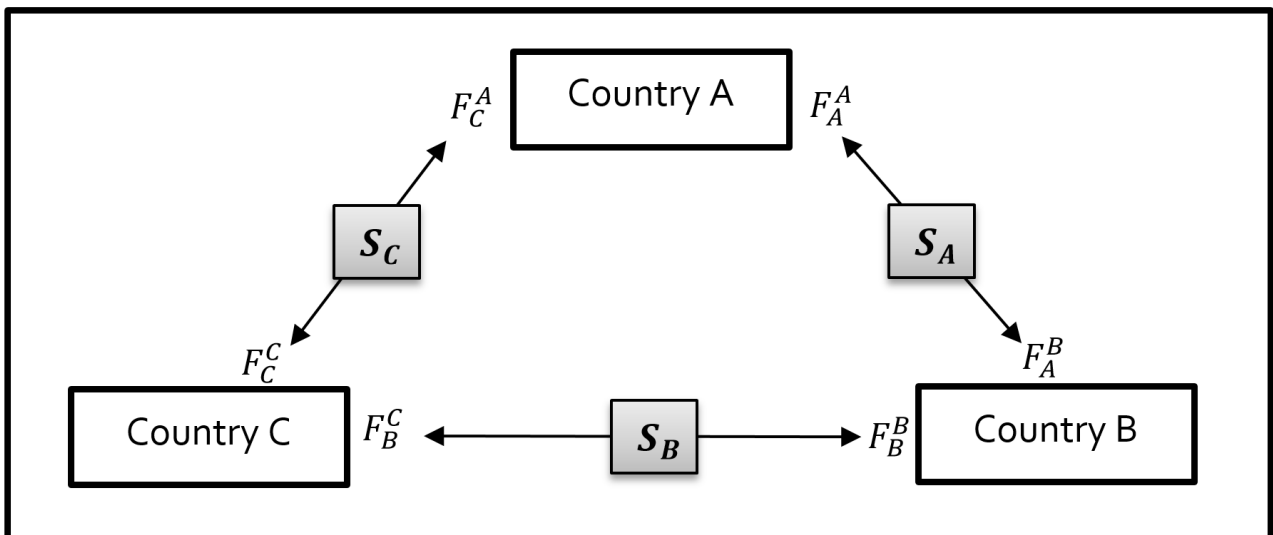 Country A
F_C^A
F_A^A
S_C
S_A
F_C^C
F_A^B
Country C
F_B^C
S_B
F_B^B
Country B